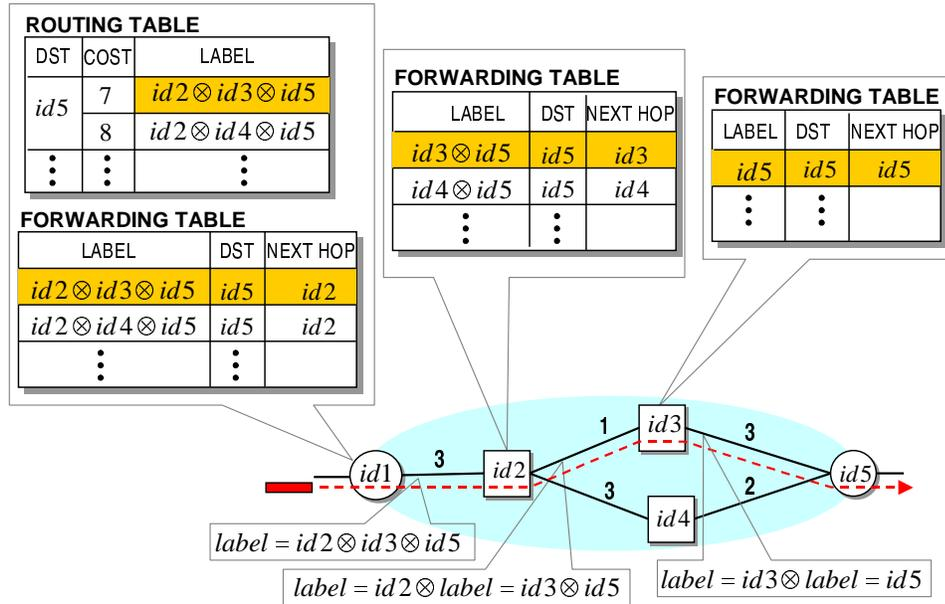 ROUTING TABLE
DST COST LABEL
id5 7 id2⊗id3⊗id5
8 id2⊗id4⊗id5
FORWARDING TABLE
LABEL DST NEXT HOP
id2⊗id3⊗id5 id5 id2
id2⊗id4⊗id5 id5 id2
FORWARDING TABLE
LABEL DST NEXT HOP
id3⊗id5 id5 id3
id4⊗id5 id5 id4
FORWARDING TABLE
LABEL DST NEXT HOP
id5 id5 id5
id1
3
id2
1
id3
3
3
id4
2
id5
label = id2⊗id3⊗id5
label = id2⊗label = id3⊗id5
label = id3⊗label = id5